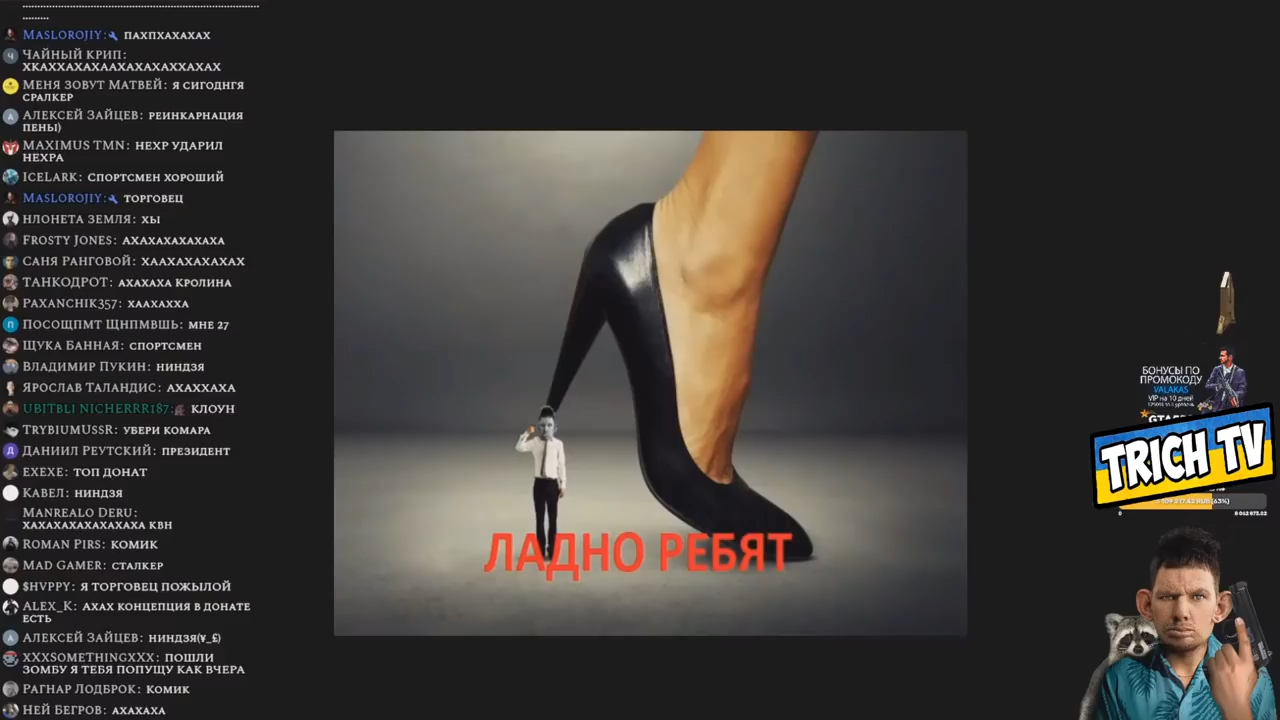 MASLOROJIY: ПАХПХАХАХАХ
ЧАЙНЫЙ КРИП:
ХКАХХАХАХААХАХАХАХХАХАХ
МЕНЯ ЗОВУТ МАТВЕЙ: Я СИГОДНГЯ
СРАЛКЕР
АЛЕКСЕЙ ЗАЙЦЕВ: РЕИНКАРНАЦИЯ
ПЕНЫ)
MAXIMUS TMN: НЕХР УДАРИЛ
НЕХРА
ICELARK: СПОРТСМЕН ХОРОШИЙ
MASLOROJIY: ТОРГОВЕЦ
НЛОНЕТА ЗЕМЛЯ: ХЫ
FROSTY JONES: АХАХАХАХАХАХА
САНЯ РАНГОВОЙ: ХААХАХАХАХАХ
ТАНКОДРОТ: АХАХАХА КРОЛИНА
PAXANCHIK357: ХААХАХХА
ПОСОЩПМТ ЩНПМВШЬ: МНЕ 27
ЩУКА БАННАЯ: СПОРТСМЕН
ВЛАДИМИР ПУКИН: НИНДЗЯ
ЯРОСЛАВ ТАЛАНДИС: АХАХХАХА
UBITBLI NICHERRR187: КЛОУН
TRYBIUMUSSR: УБЕРИ КОМАРА
ДАНИИЛ РЕУТСКИЙ: ПРЕЗИДЕНТ
EXEXE: ТОП ДОНАТ
КАВЕЛ: НИНДЗЯ
MANREALO DERU:
ХАХАХАХАХАХАХАХА КВН
ROMAN PIRS: КОМИК
MAD GAMER: СТАЛКЕР
$HVPPY: Я ТОРГОВЕЦ ПОЖЫЛОЙ
ALEX_K: АХАХ КОНЦЕПЦИЯ В ДОНАТЕ
ЕСТЬ
АЛЕКСЕЙ ЗАЙЦЕВ: НИНДЗЯ(¥_£)
XXXSOMETHINGXXX: ПОШЛИ
ЗОМБУ Я ТЕБЯ ПОПУЩУ КАК ВЧЕРА
РАГНАР ЛОДБРОК: КОМИК
НЕЙ БЕГРОВ: АХАХАХА
ЛАДНО РЕБЯТ
БОНУСЫ ПО
ПРОМОКОДУ
VALAKAS
VIP на 10 дней
TRICH TV